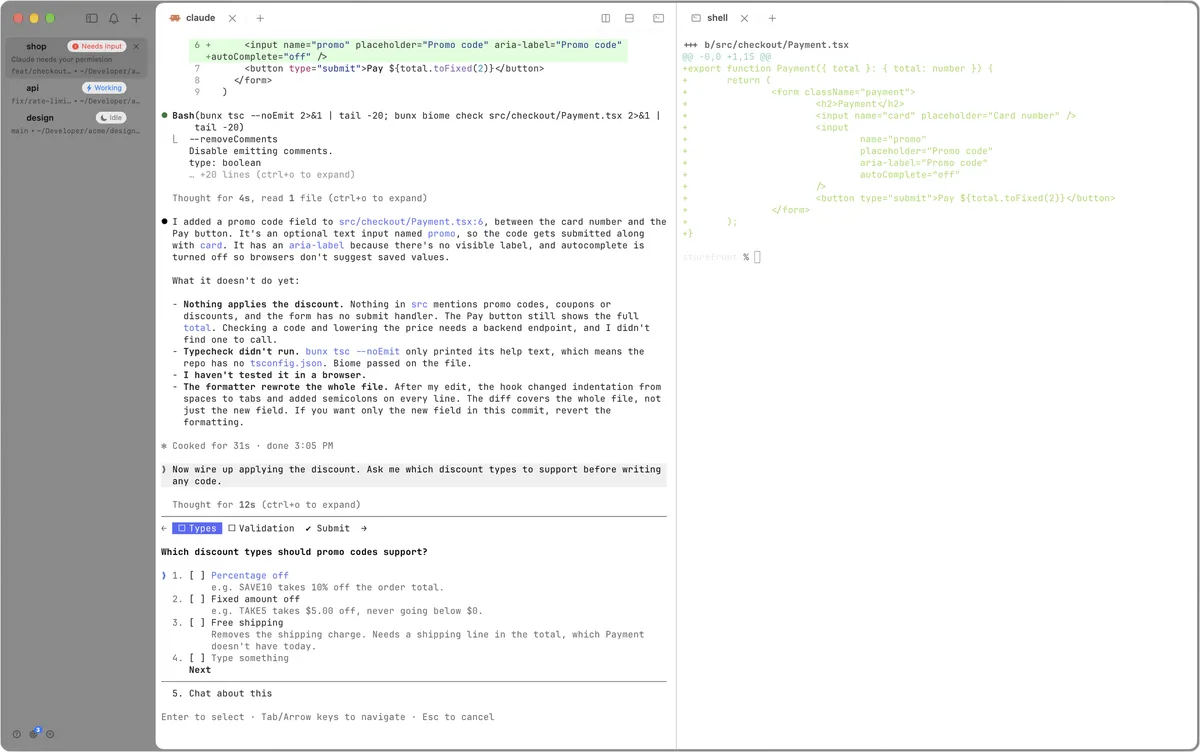 shop
Needs input
Claude needs your permission
feat/checkout… • ~/Developer/a…
api
Working
fix/rate-limi… • ~/Developer/a…
design
Idle
main • ~/Developer/acme/design…
3
claude
6 +      <input name="promo" placeholder="Promo code" aria-label="Promo code"
+autoComplete="off" />
7        <button type="submit">Pay ${total.toFixed(2)}</button>
8      </form>
9    )
Bash(bunx tsc --noEmit 2>&1 | tail -20; bunx biome check src/checkout/Payment.tsx 2>&1 |
tail -20)
--removeComments
Disable emitting comments.
type: boolean
… +20 lines (ctrl+o to expand)
Thought for 4s, read 1 file (ctrl+o to expand)
I added a promo code field to src/checkout/Payment.tsx:6, between the card number and the
Pay button. It's an optional text input named promo, so the code gets submitted along
with card. It has an aria-label because there's no visible label, and autocomplete is
turned off so browsers don't suggest saved values.
What it doesn't do yet:
- Nothing applies the discount. Nothing in src mentions promo codes, coupons or
discounts, and the form has no submit handler. The Pay button still shows the full
total. Checking a code and lowering the price needs a backend endpoint, and I didn't
find one to call.
- Typecheck didn't run. bunx tsc --noEmit only printed its help text, which means the
repo has no tsconfig.json. Biome passed on the file.
- I haven't tested it in a browser.
- The formatter rewrote the whole file. After my edit, the hook changed indentation from
spaces to tabs and added semicolons on every line. The diff covers the whole file, not
just the new field. If you want only the new field in this commit, revert the
formatting.
✻ Cooked for 31s · done 3:05 PM
❯ Now wire up applying the discount. Ask me which discount types to support before writing
any code.
Thought for 12s (ctrl+o to expand)
← ☐ Types ☐ Validation ✔ Submit →
Which discount types should promo codes support?
❯ 1. [ ] Percentage off
e.g. SAVE10 takes 10% off the order total.
2. [ ] Fixed amount off
e.g. TAKE5 takes $5.00 off, never going below $0.
3. [ ] Free shipping
Removes the shipping charge. Needs a shipping line in the total, which Payment
doesn't have today.
4. [ ] Type something
Next
5. Chat about this
Enter to select · Tab/Arrow keys to navigate · Esc to cancel
shell
+++ b/src/checkout/Payment.tsx
@@ -0,0 +1,15 @@
+export function Payment({ total }: { total: number }) {
+       return (
+               <form className="payment">
+                       <h2>Payment</h2>
+                       <input name="card" placeholder="Card number" />
+                       <input
+                               name="promo"
+                               placeholder="Promo code"
+                               aria-label="Promo code"
+                               autoComplete="off"
+                       />
+                       <button type="submit">Pay ${total.toFixed(2)}</button>
+               </form>
+       );
+}
storefront %